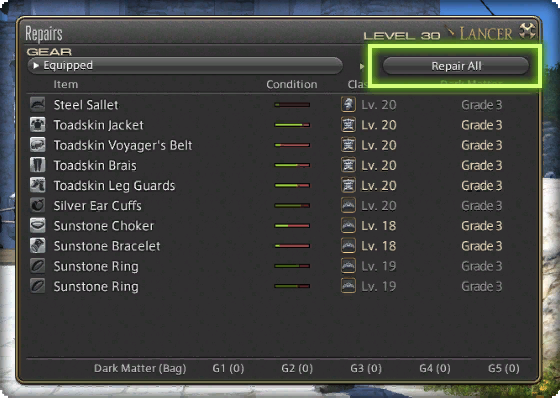 Repairs
LEVEL 30 LANCER
GEAR
Equipped
Repair All
Item Condition Dark Matter
Steel Sallet Lv. 20 Grade 3
Toadskin Jacket Lv. 20 Grade 3
Toadskin Voyager's Belt Lv. 20 Grade 3
Toadskin Brais Lv. 20 Grade 3
Toadskin Leg Guards Lv. 20 Grade 3
Silver Ear Cuffs Lv. 20 Grade 3
Sunstone Choker Lv. 18 Grade 3
Sunstone Bracelet Lv. 18 Grade 3
Sunstone Ring Lv. 19 Grade 3
Sunstone Ring Lv. 19 Grade 3
Dark Matter (Bag) G1 (0) G2 (0) G3 (0) G4 (0) G5 (0)